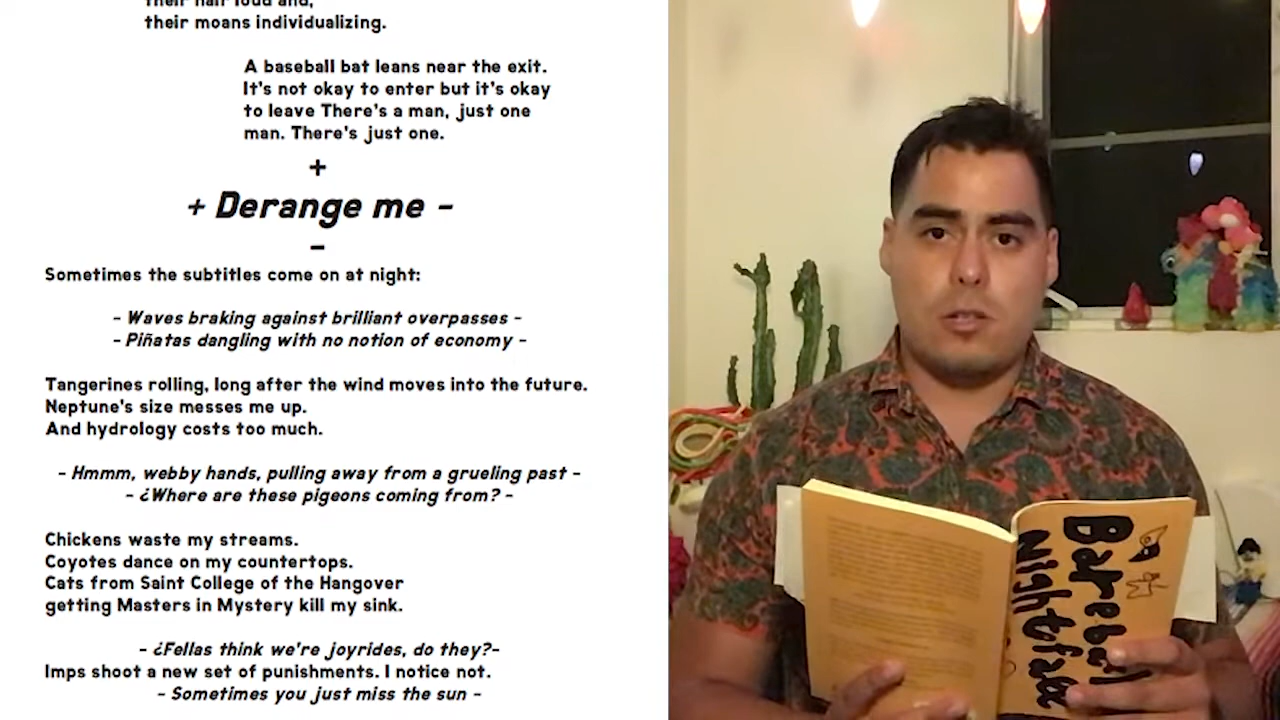 their hair loud and,
their moans individualizing.
A baseball bat leans near the exit.
It's not okay to enter but it's okay
to leave There's a man, just one
man. There's just one.
+
+ Derange me -
-
Sometimes the subtitles come on at night:
- Waves braking against brilliant overpasses -
- Piñatas dangling with no notion of economy -
Tangerines rolling, long after the wind moves into the future.
Neptune's size messes me up.
And hydrology costs too much.
- Hmmm, webby hands, pulling away from a grueling past -
- ¿Where are these pigeons coming from? -
Chickens waste my streams.
Coyotes dance on my countertops.
Cats from Saint College of the Hangover
getting Masters in Mystery kill my sink.
- ¿Fellas think we're joyrides, do they?-
Imps shoot a new set of punishments. I notice not.
- Sometimes you just miss the sun -